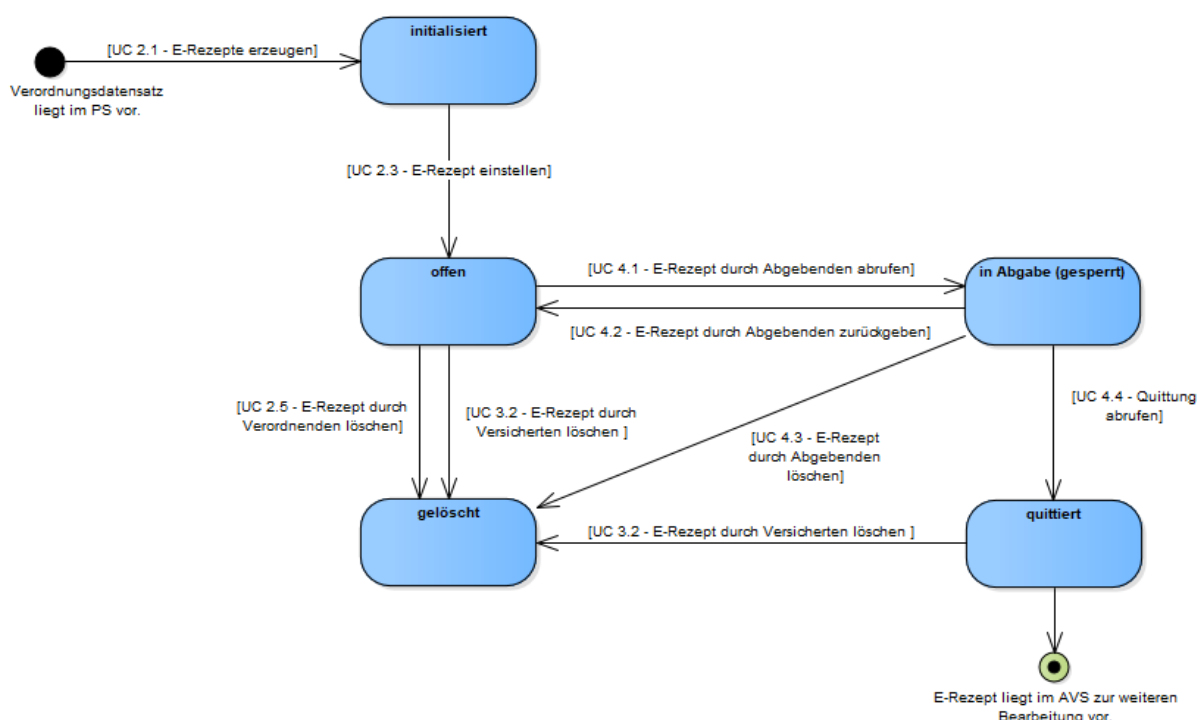 initialisiert
[UC 2.1 - E-Rezepte erzeugen]
Verordnungsdatensatz
liegt im PS vor.
[UC 2.3 - E-Rezept einstellen]
offen
[UC 4.1 - E-Rezept durch Abgebenden abrufen]
in Abgabe (gesperrt)
[UC 4.2 - E-Rezept durch Abgebenden zurückgeben]
[UC 2.5 - E-Rezept durch
Verordnenden löschen]
[UC 3.2 - E-Rezept durch
Versicherten löschen ]
[UC 4.3 - E-Rezept
durch Abgebenden
löschen]
[UC 4.4 - Quittung
abrufen]
gelöscht
[UC 3.2 - E-Rezept durch Versicherten löschen ]
quittiert
E-Rezept liegt im AVS zur weiteren
Bearbeitung vor.